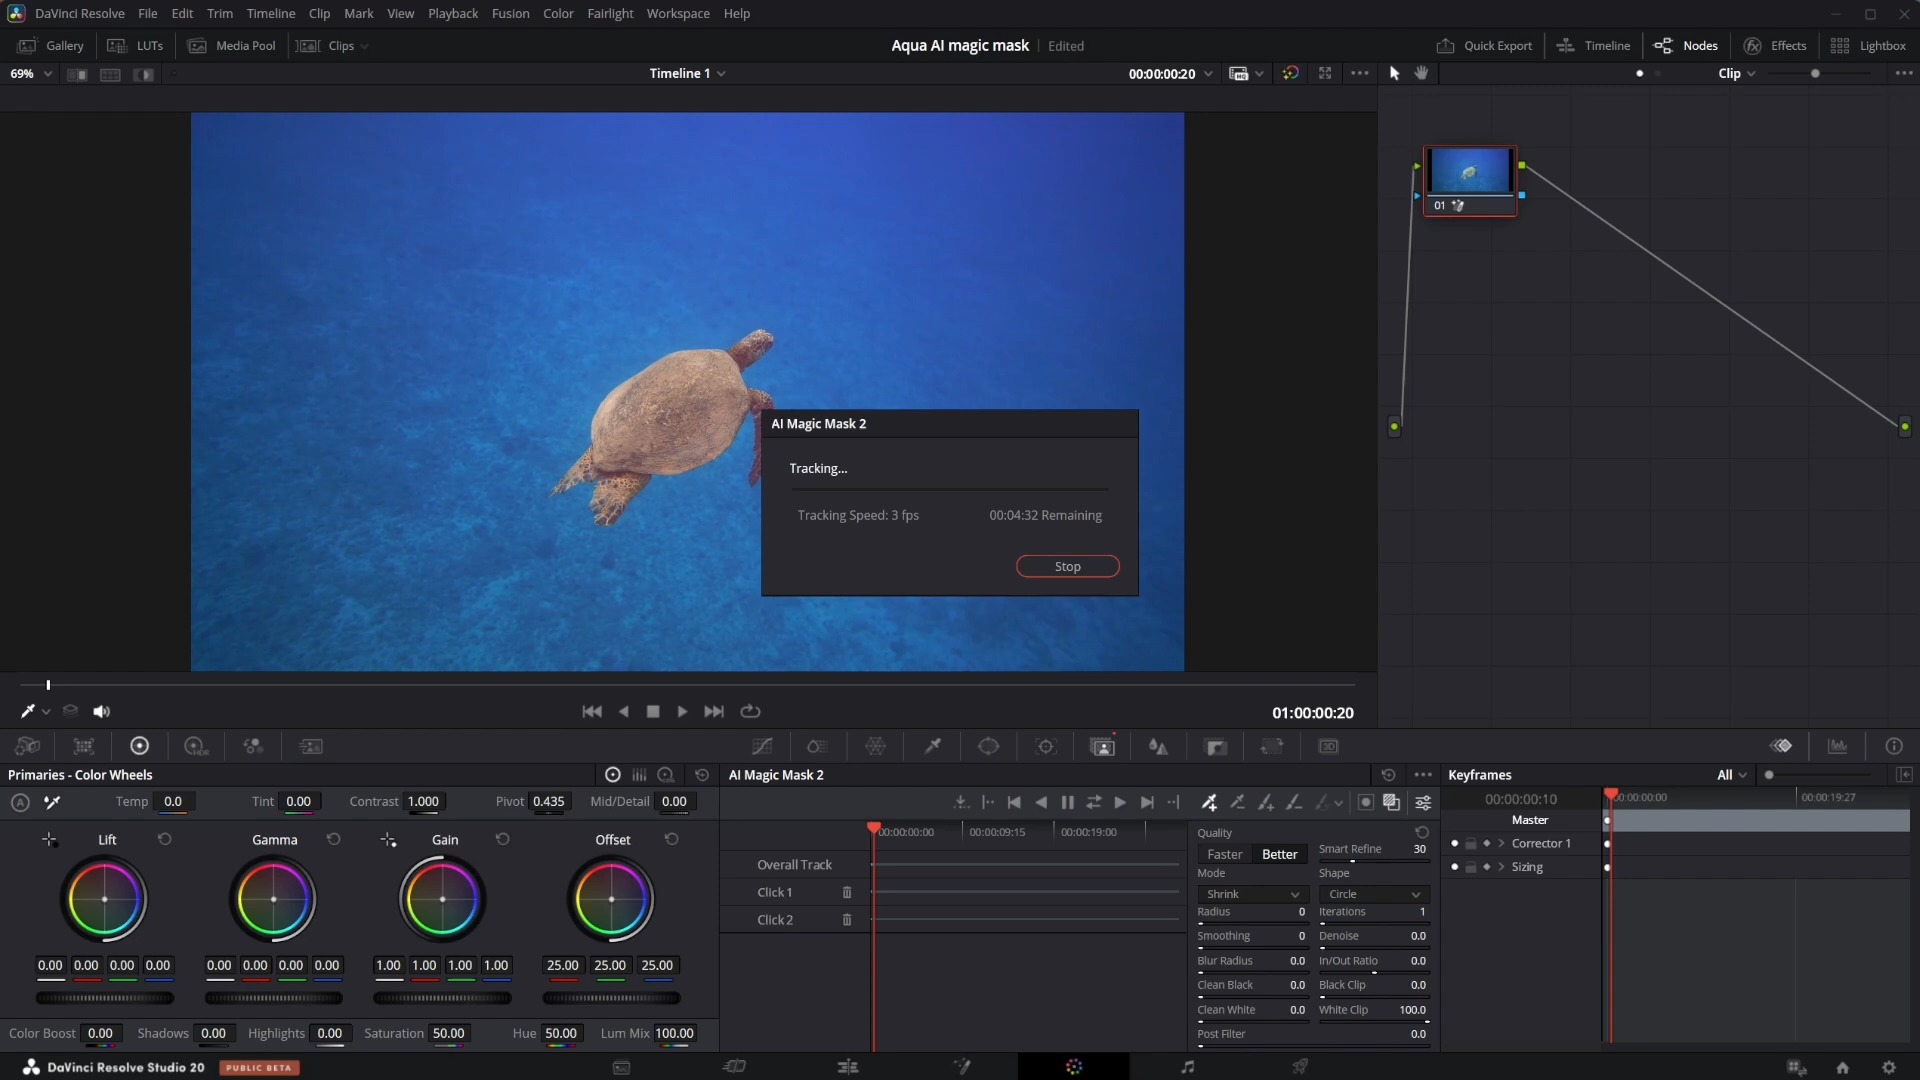 DaVinci Resolve File Edit Trim Timeline Clip Mark View Playback Fusion Color Fairlight Workspace Help
Gallery LUTs Media Pool Clips Aqua AI magic mask Edited Quick Export Timeline Nodes Effects Lightbox
69% Timeline 1 00:00:00:20 Clip
01
AI Magic Mask 2
Tracking...
Tracking Speed: 3 fps 00:04:32 Remaining
Stop
01:00:00:20
Primaries - Color Wheels
Temp 0.0 Tint 0.00 Contrast 1.000 Pivot 0.435 Mid/Detail 0.00
Lift Gamma Gain Offset
0.00 0.00 0.00 0.00 0.00 0.00 0.00 0.00 1.00 1.00 1.00 1.00 25.00 25.00 25.00
Color Boost 0.00 Shadows 0.00 Highlights 0.00 Saturation 50.00 Hue 50.00 Lum Mix 100.00
AI Magic Mask 2
00:00:00:00 00:00:09:15 00:00:19:00
Overall Track
Click 1
Click 2
Quality
Faster Better Smart Refine 30
Mode Shape
Shrink Circle
Radius 0 Iterations 1
Smoothing 0 Denoise 0.0
Blur Radius 0.0 In/Out Ratio 0.0
Clean Black 0.0 Black Clip 0.0
Clean White 0.0 White Clip 100.0
Post Filter 0.0
Keyframes All
00:00:00:10 00:00:00:00 00:00:19:27
Master
Corrector 1
Sizing
DaVinci Resolve Studio 20 PUBLIC BETA